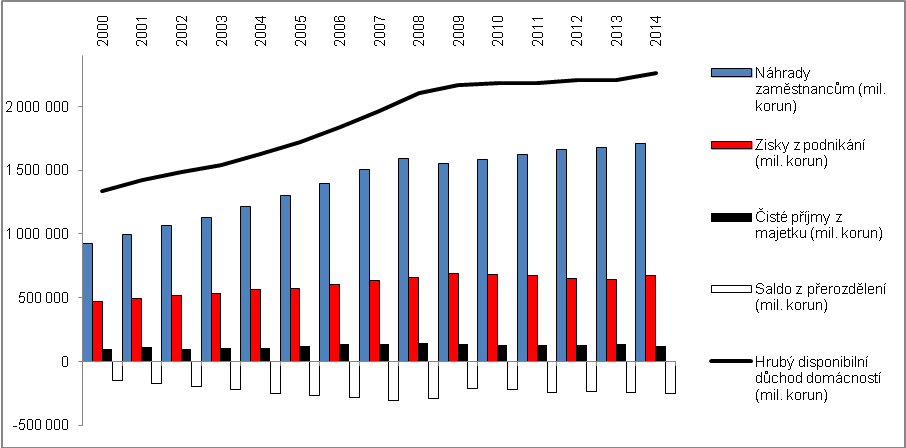 2000
2001
2002
2003
2004
2005
2006
2007
2008
2009
2010
2011
2012
2013
2014
2 000 000
1 500 000
1 000 000
500 000
0
-500 000
Náhrady
zaměstnancům (mil.
korun)
Zisky z podnikání
(mil. korun)
Čisté příjmy z
majetku (mil. korun)
Saldo z přerozdělení
(mil. korun)
Hrubý disponibilní
důchod domácností
(mil. korun)